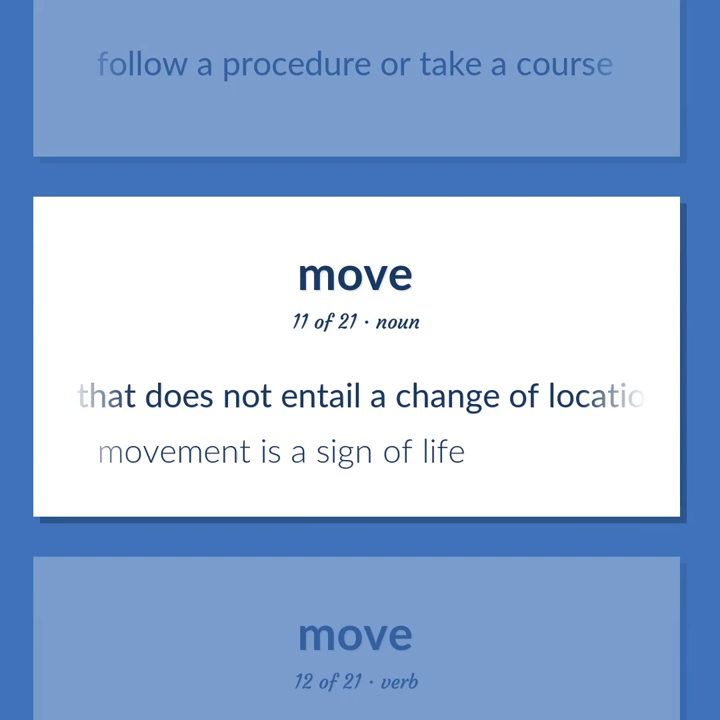 follow a procedure or take a course
move
11 of 21 · noun
that does not entail a change of locatio
movement is a sign of life
move
12 of 21 · verb